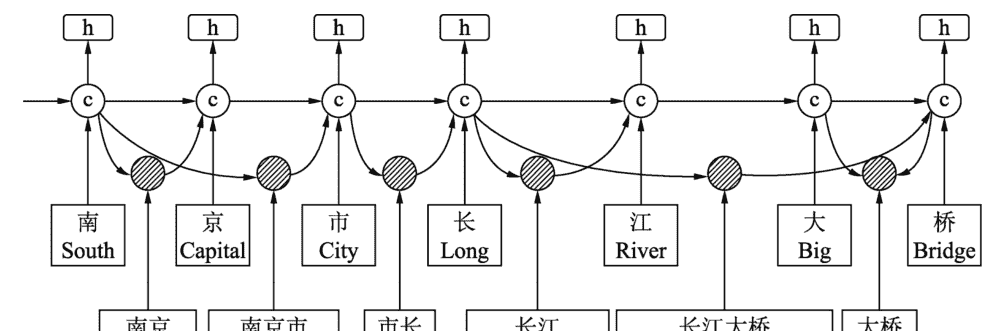 h h h h h h h
c c c c c c c
南 京 市 长 江 大 桥
South Capital City Long River Big Bridge
南京 南京市 市长 长江 长江大桥 大桥